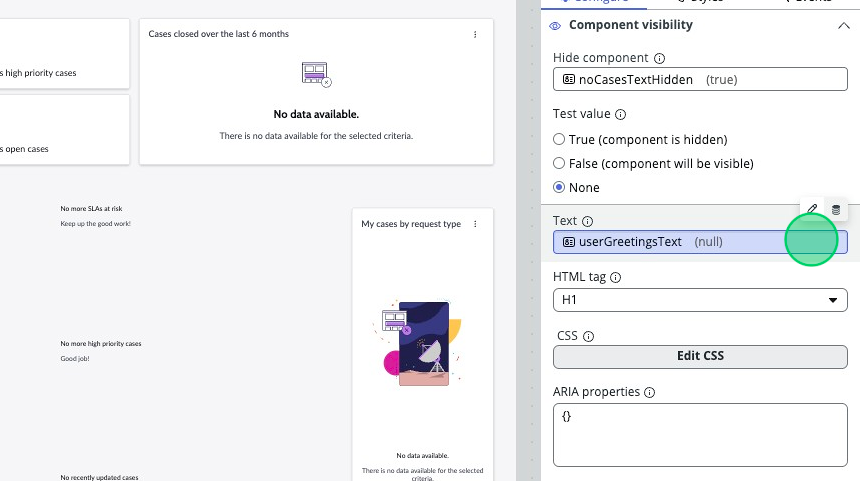 Configure Styles Events
Component visibility
Cases closed over the last 6 months
s high priority cases
No data available.
There is no data available for the selected criteria.
s open cases
No more SLAs at risk
Keep up the good work!
My cases by request type
No more high priority cases
Good job!
No data available.
There is no data available for the selected
criteria.
No recently updated cases
Hide component
noCasesTextHidden (true)
Test value
True (component is hidden)
False (component will be visible)
None
Text
userGreetingsText (null)
HTML tag
H1
CSS
Edit CSS
ARIA properties
{}